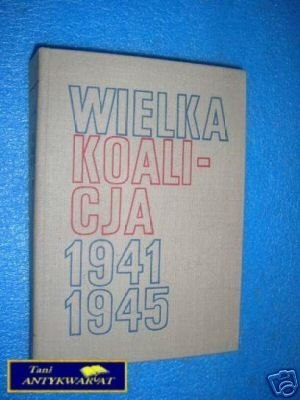 WIELKA
KOALI-
CJA
1941
1945
Tani
ANTYKWARYAT